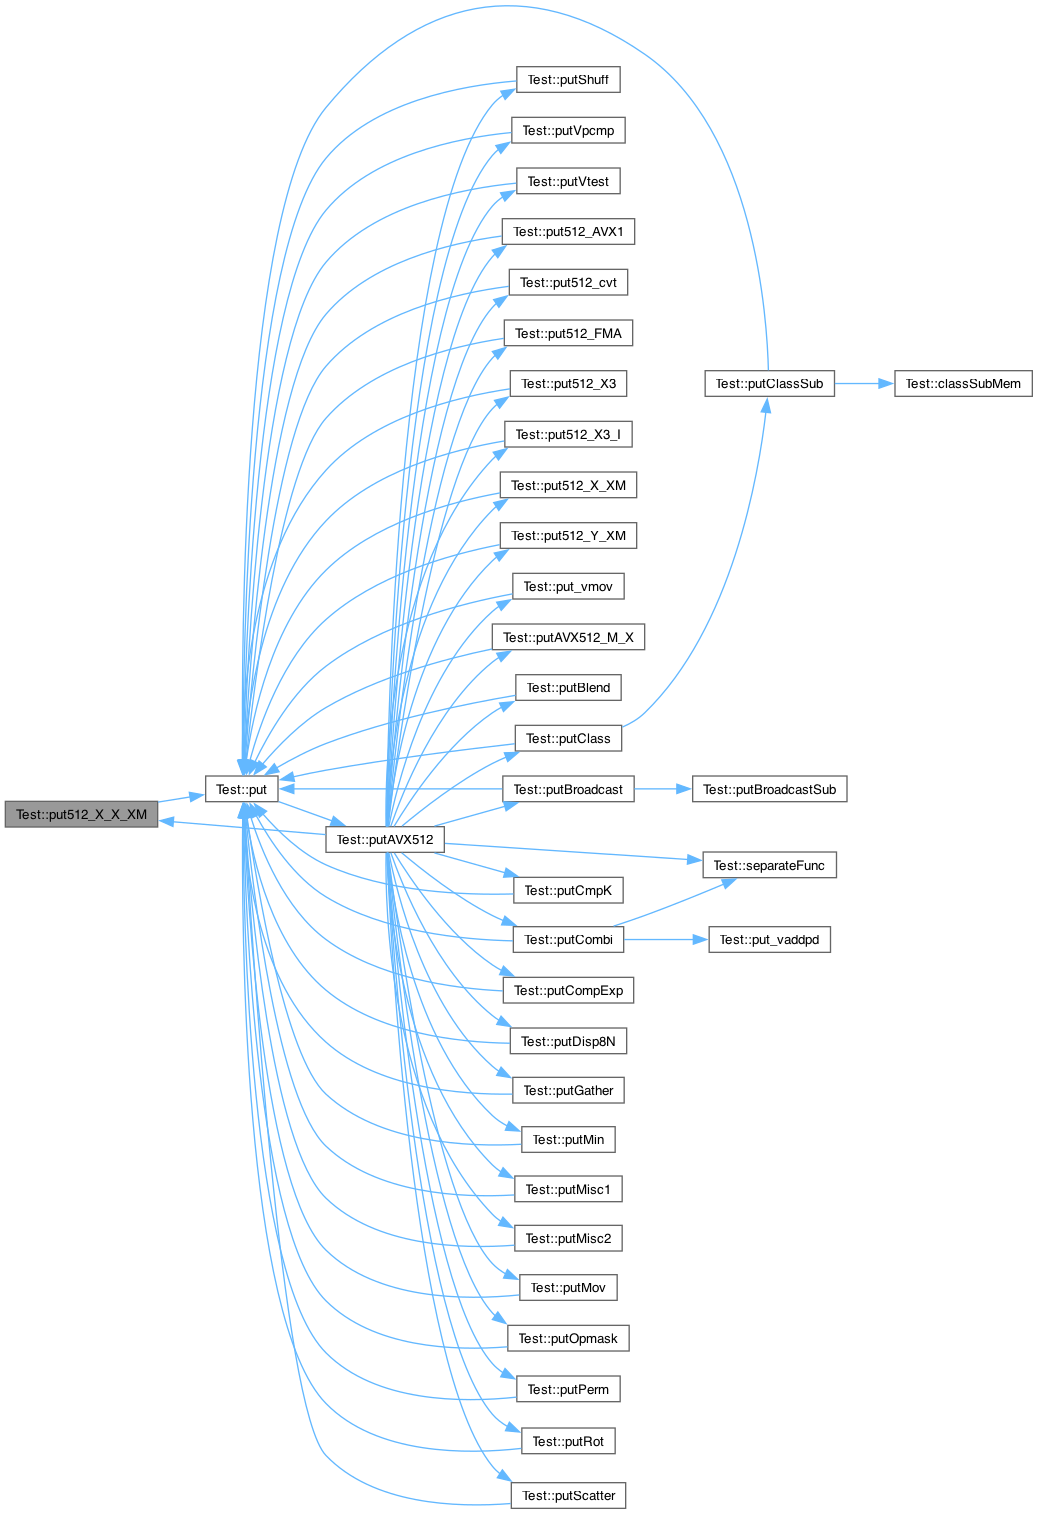 Test::putShuff
Test::putVpcmp
Test::putVtest
Test::put512_AVX1
Test::put512_cvt
Test::put512_FMA
Test::put512_X3
Test::putClassSub
Test::classSubMem
Test::put512_X3_I
Test::put512_X_XM
Test::put512_Y_XM
Test::put_vmov
Test::putAVX512_M_X
Test::putBlend
Test::putClass
Test::put
Test::putBroadcast
Test::putBroadcastSub
Test::put512_X_X_XM
Test::putAVX512
Test::separateFunc
Test::putCmpK
Test::putCombi
Test::put_vaddpd
Test::putCompExp
Test::putDisp8N
Test::putGather
Test::putMin
Test::putMisc1
Test::putMisc2
Test::putMov
Test::putOpmask
Test::putPerm
Test::putRot
Test::putScatter